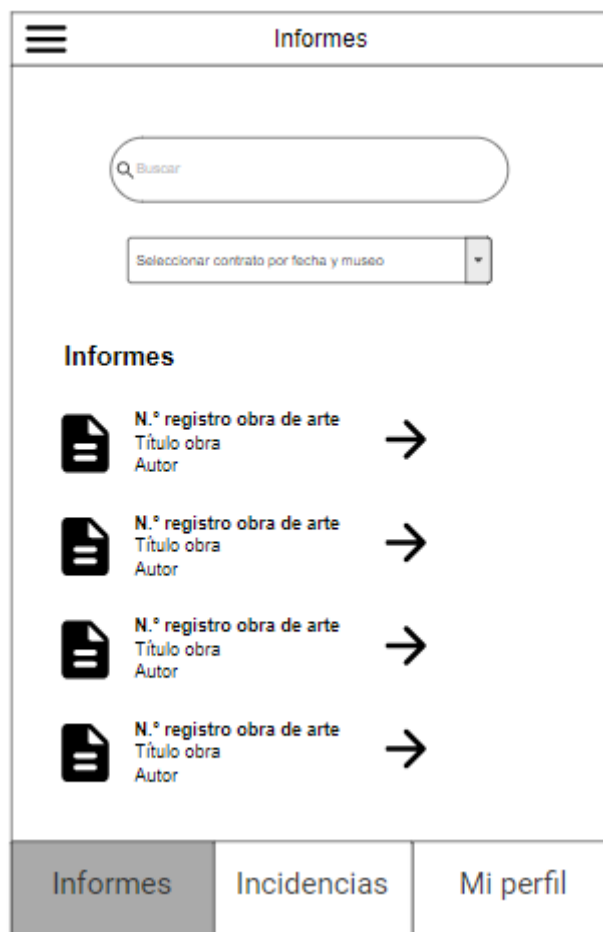 Informes
Buscar
Seleccionar contrato por fecha y museo
Informes
N.º registro obra de arte
Título obra
Autor
N.º registro obra de arte
Título obra
Autor
N.º registro obra de arte
Título obra
Autor
N.º registro obra de arte
Título obra
Autor
Informes Incidencias Mi perfil